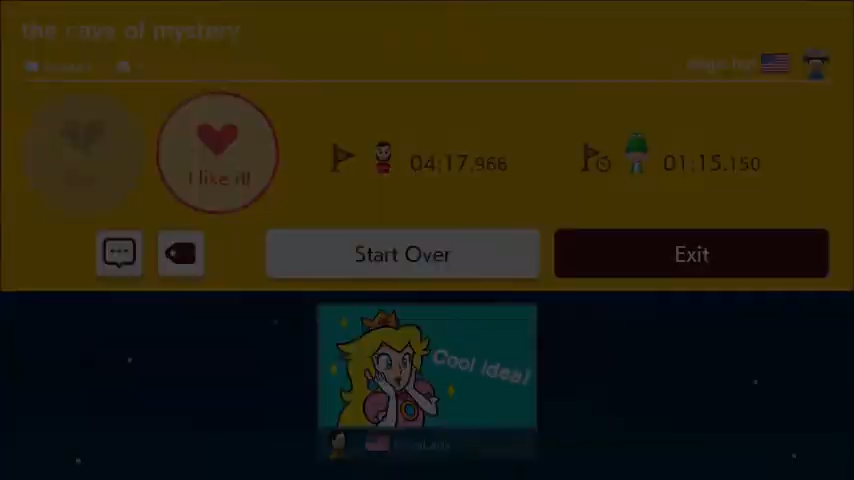 the cave of mystery
I like it!
04:17.966
01:15.150
Start Over
Exit
Cool idea!